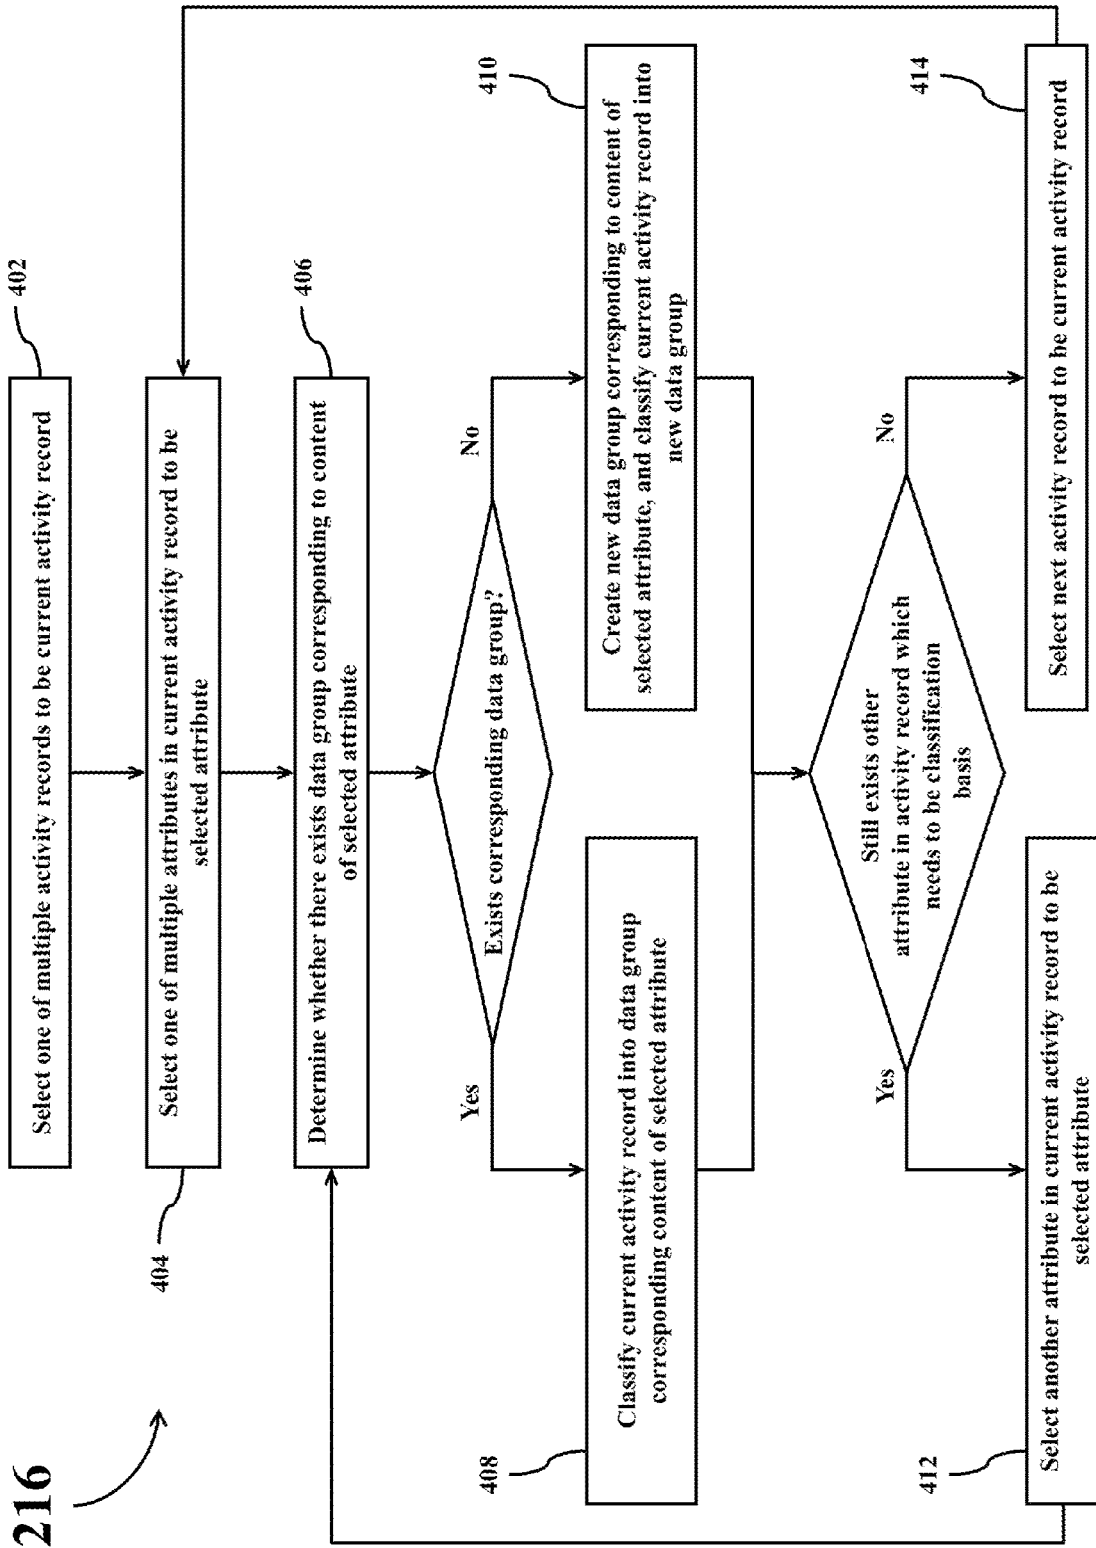 216
402
Select one of multiple activity records to be current activity record
404
Select one of multiple attributes in current activity record to be
selected attribute
406
Determine whether there exists data group corresponding to content
of selected attribute
Exists corresponding data group?
Yes
No
408
Classify current activity record into data group
corresponding content of selected attribute
410
Create new data group corresponding to content of
selected attribute, and classify current activity record into
new data group
Still exists other
attribute in activity record which
needs to be classification
basis
Yes
No
412
Select another attribute in current activity record to be
selected attribute
414
Select next activity record to be current activity record